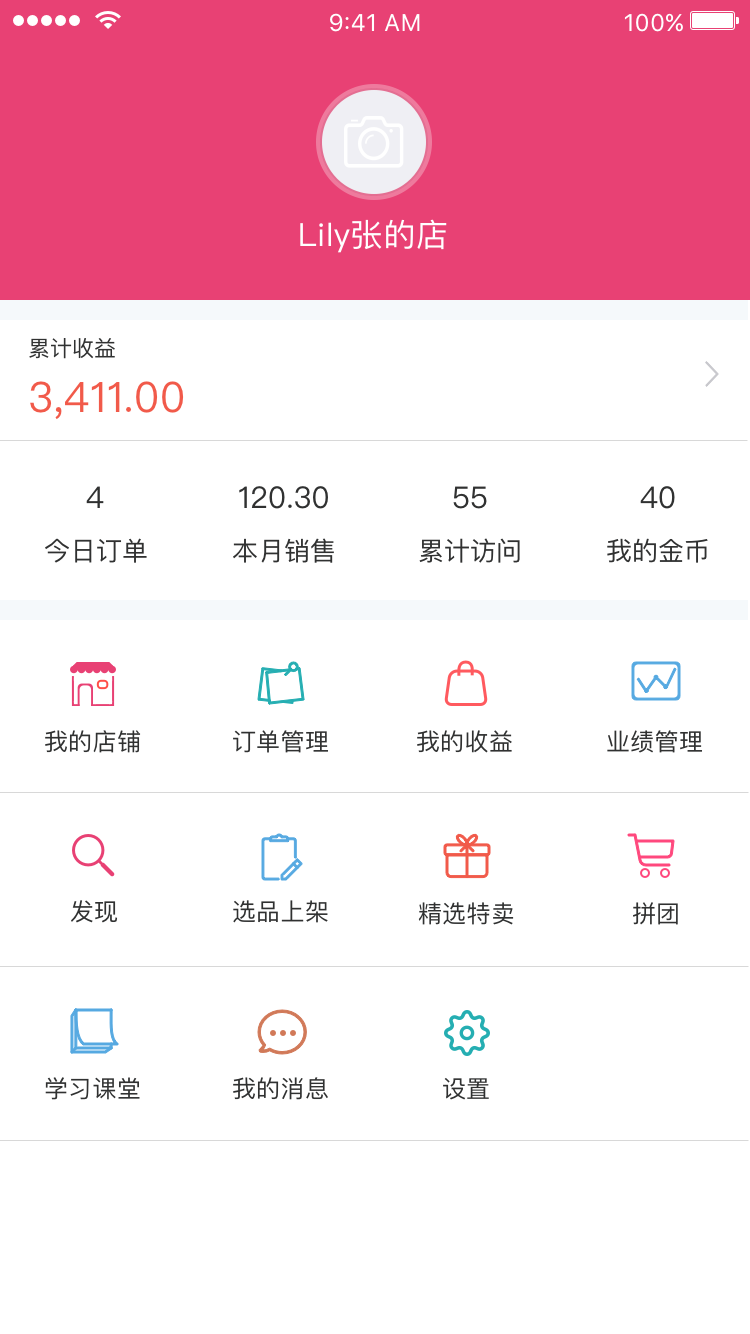 9:41 AM 100%
Lily张的店
累计收益
3,411.00
4 120.30 55 40
今日订单 本月销售 累计访问 我的金币
我的店铺 订单管理 我的收益 业绩管理
发现 选品上架 精选特卖 拼团
学习课堂 我的消息 设置